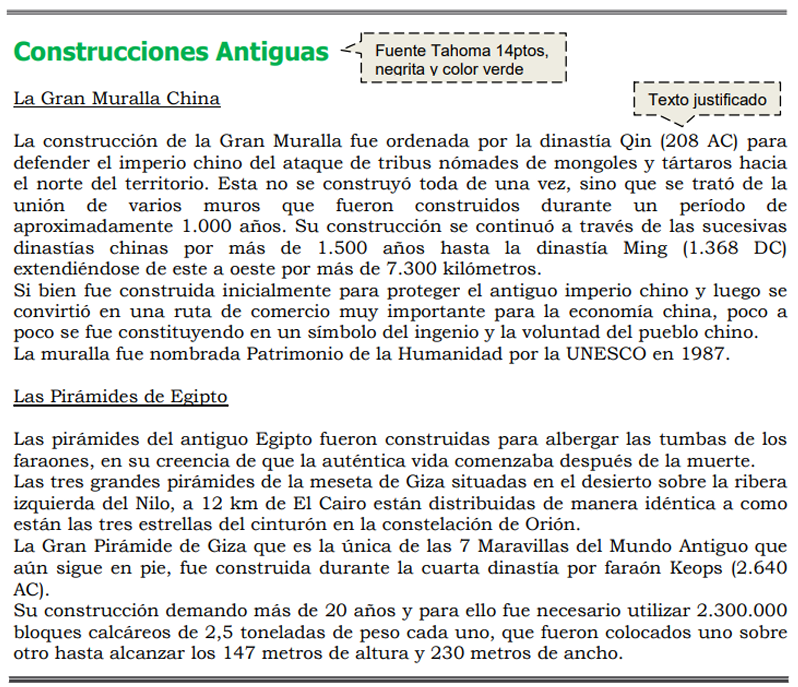 Construcciones Antiguas
Fuente Tahoma 14ptos,
negrita y color verde
La Gran Muralla China
Texto justificado
La construcción de la Gran Muralla fue ordenada por la dinastía Qin (208 AC) para
defender el imperio chino del ataque de tribus nómades de mongoles y tártaros hacia
el norte del territorio. Esta no se construyó toda de una vez, sino que se trató de la
unión de varios muros que fueron construidos durante un período de
aproximadamente 1.000 años. Su construcción se continuó a través de las sucesivas
dinastías chinas por más de 1.500 años hasta la dinastía Ming (1.368 DC)
extendiéndose de este a oeste por más de 7.300 kilómetros.
Si bien fue construida inicialmente para proteger el antiguo imperio chino y luego se
convirtió en una ruta de comercio muy importante para la economía china, poco a
poco se fue constituyendo en un símbolo del ingenio y la voluntad del pueblo chino.
La muralla fue nombrada Patrimonio de la Humanidad por la UNESCO en 1987.
Las Pirámides de Egipto
Las pirámides del antiguo Egipto fueron construidas para albergar las tumbas de los
faraones, en su creencia de que la auténtica vida comenzaba después de la muerte.
Las tres grandes pirámides de la meseta de Giza situadas en el desierto sobre la ribera
izquierda del Nilo, a 12 km de El Cairo están distribuidas de manera idéntica a como
están las tres estrellas del cinturón en la constelación de Orión.
La Gran Pirámide de Giza que es la única de las 7 Maravillas del Mundo Antiguo que
aún sigue en pie, fue construida durante la cuarta dinastía por faraón Keops (2.640
AC).
Su construcción demando más de 20 años y para ello fue necesario utilizar 2.300.000
bloques calcáreos de 2,5 toneladas de peso cada uno, que fueron colocados uno sobre
otro hasta alcanzar los 147 metros de altura y 230 metros de ancho.